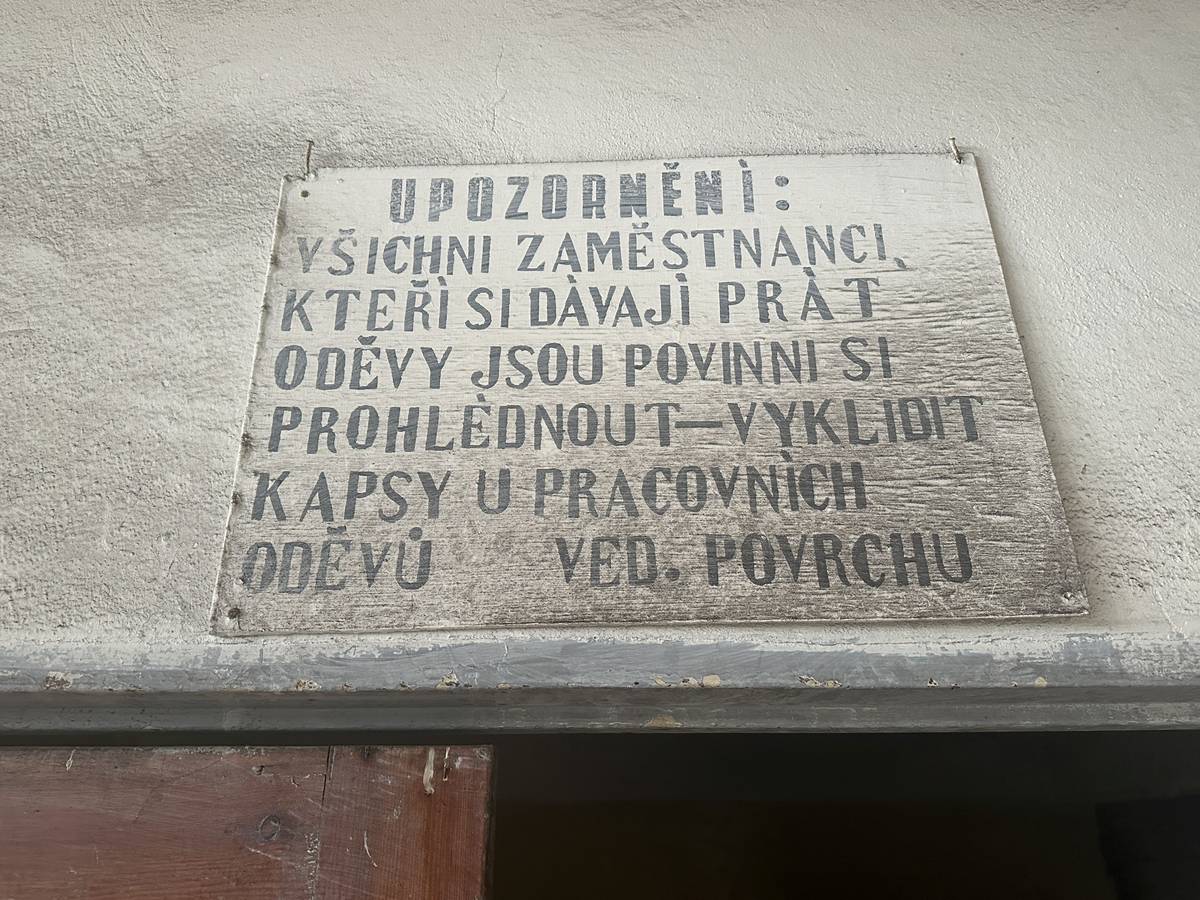 UPOZORNĚNÍ:
VŠICHNI ZAMĚSTNANCI,
KTEŘÍ SI DÁVAJÍ PRÁT
ODĚVY JSOU POVINNI SI
PROHLÉDNOUT—VYKLIDIT
KAPSY U PRACOVNÍCH
ODĚVŮ VED. POVRCHU